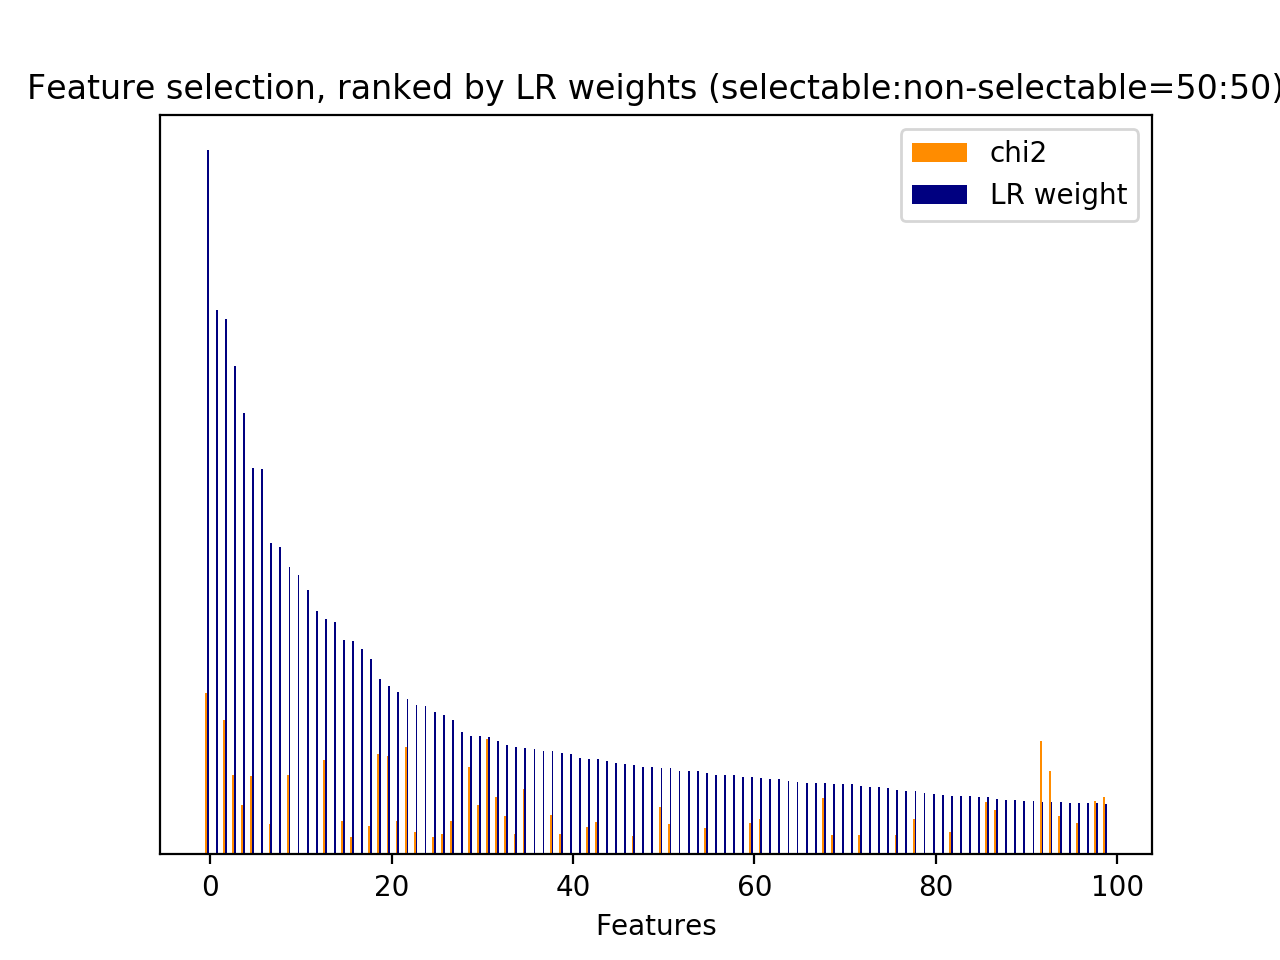 Feature selection, ranked by LR weights (selectable:non-selectable=50:50)
chi2
LR weight
0 20 40 60 80 100
Features